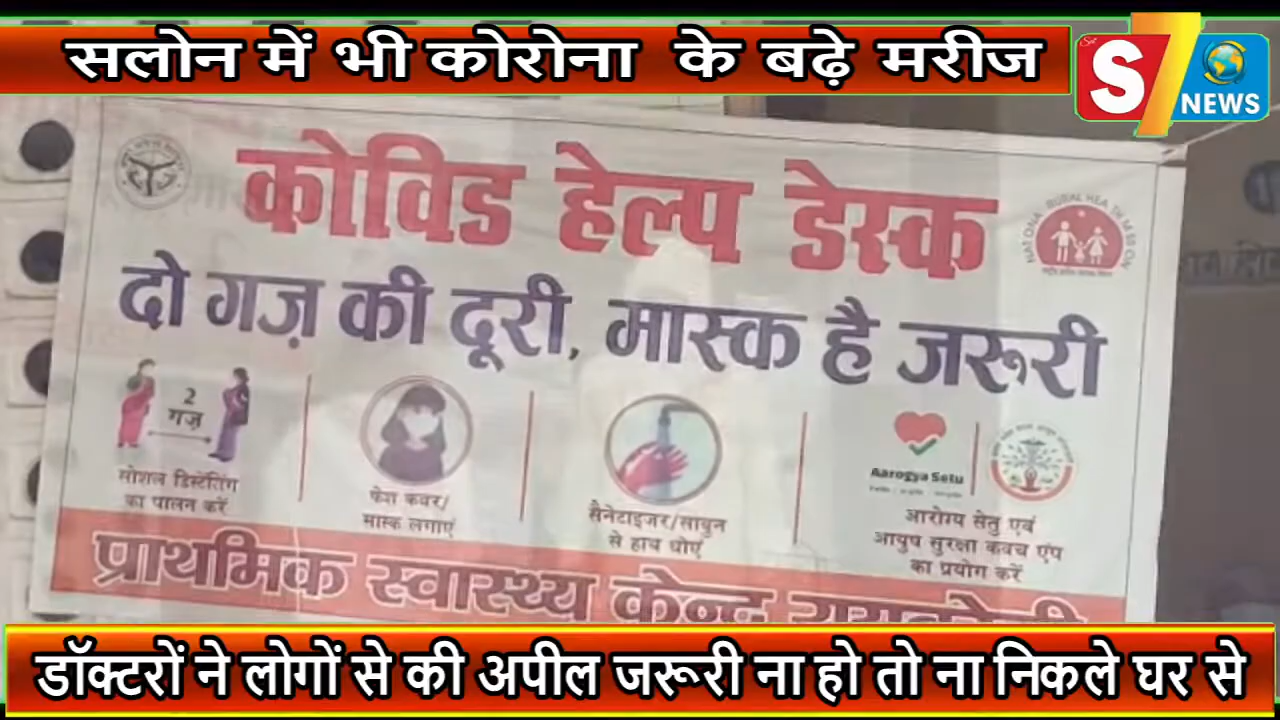 सलोन में भी कोरोना के बढ़े मरीज
S7 NEWS
कोविड हेल्प डेस्क
दो गज़ की दूरी, मास्क है जरूरी
2
गज़
सोशल डिस्टेंसिंग
का पालन करें
फेश कवर/
मास्क लगाएं
सैनेटाइजर/साबुन
से हाथ धोएं
Aarogya Setu
आरोग्य सेतु एवं
आयुष सुरक्षा कवच एप
का प्रयोग करें
प्राथमिक स्वास्थ्य केन्द्र
डॉक्टरों ने लोगों से की अपील जरूरी ना हो तो ना निकले घर से